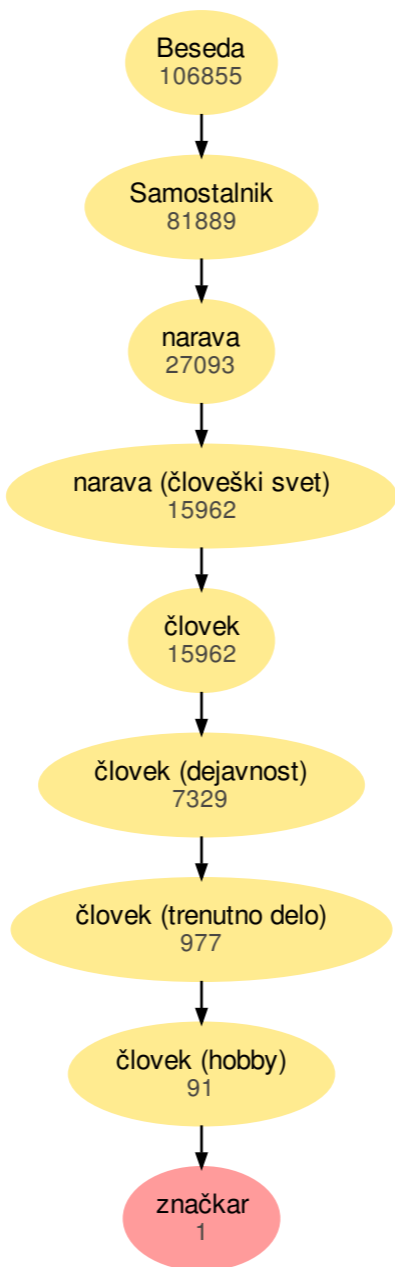 Beseda
106855
Samostalnik
81889
narava
27093
narava (človeški svet)
15962
človek
15962
človek (dejavnost)
7329
človek (trenutno delo)
977
človek (hobby)
91
značkar
1